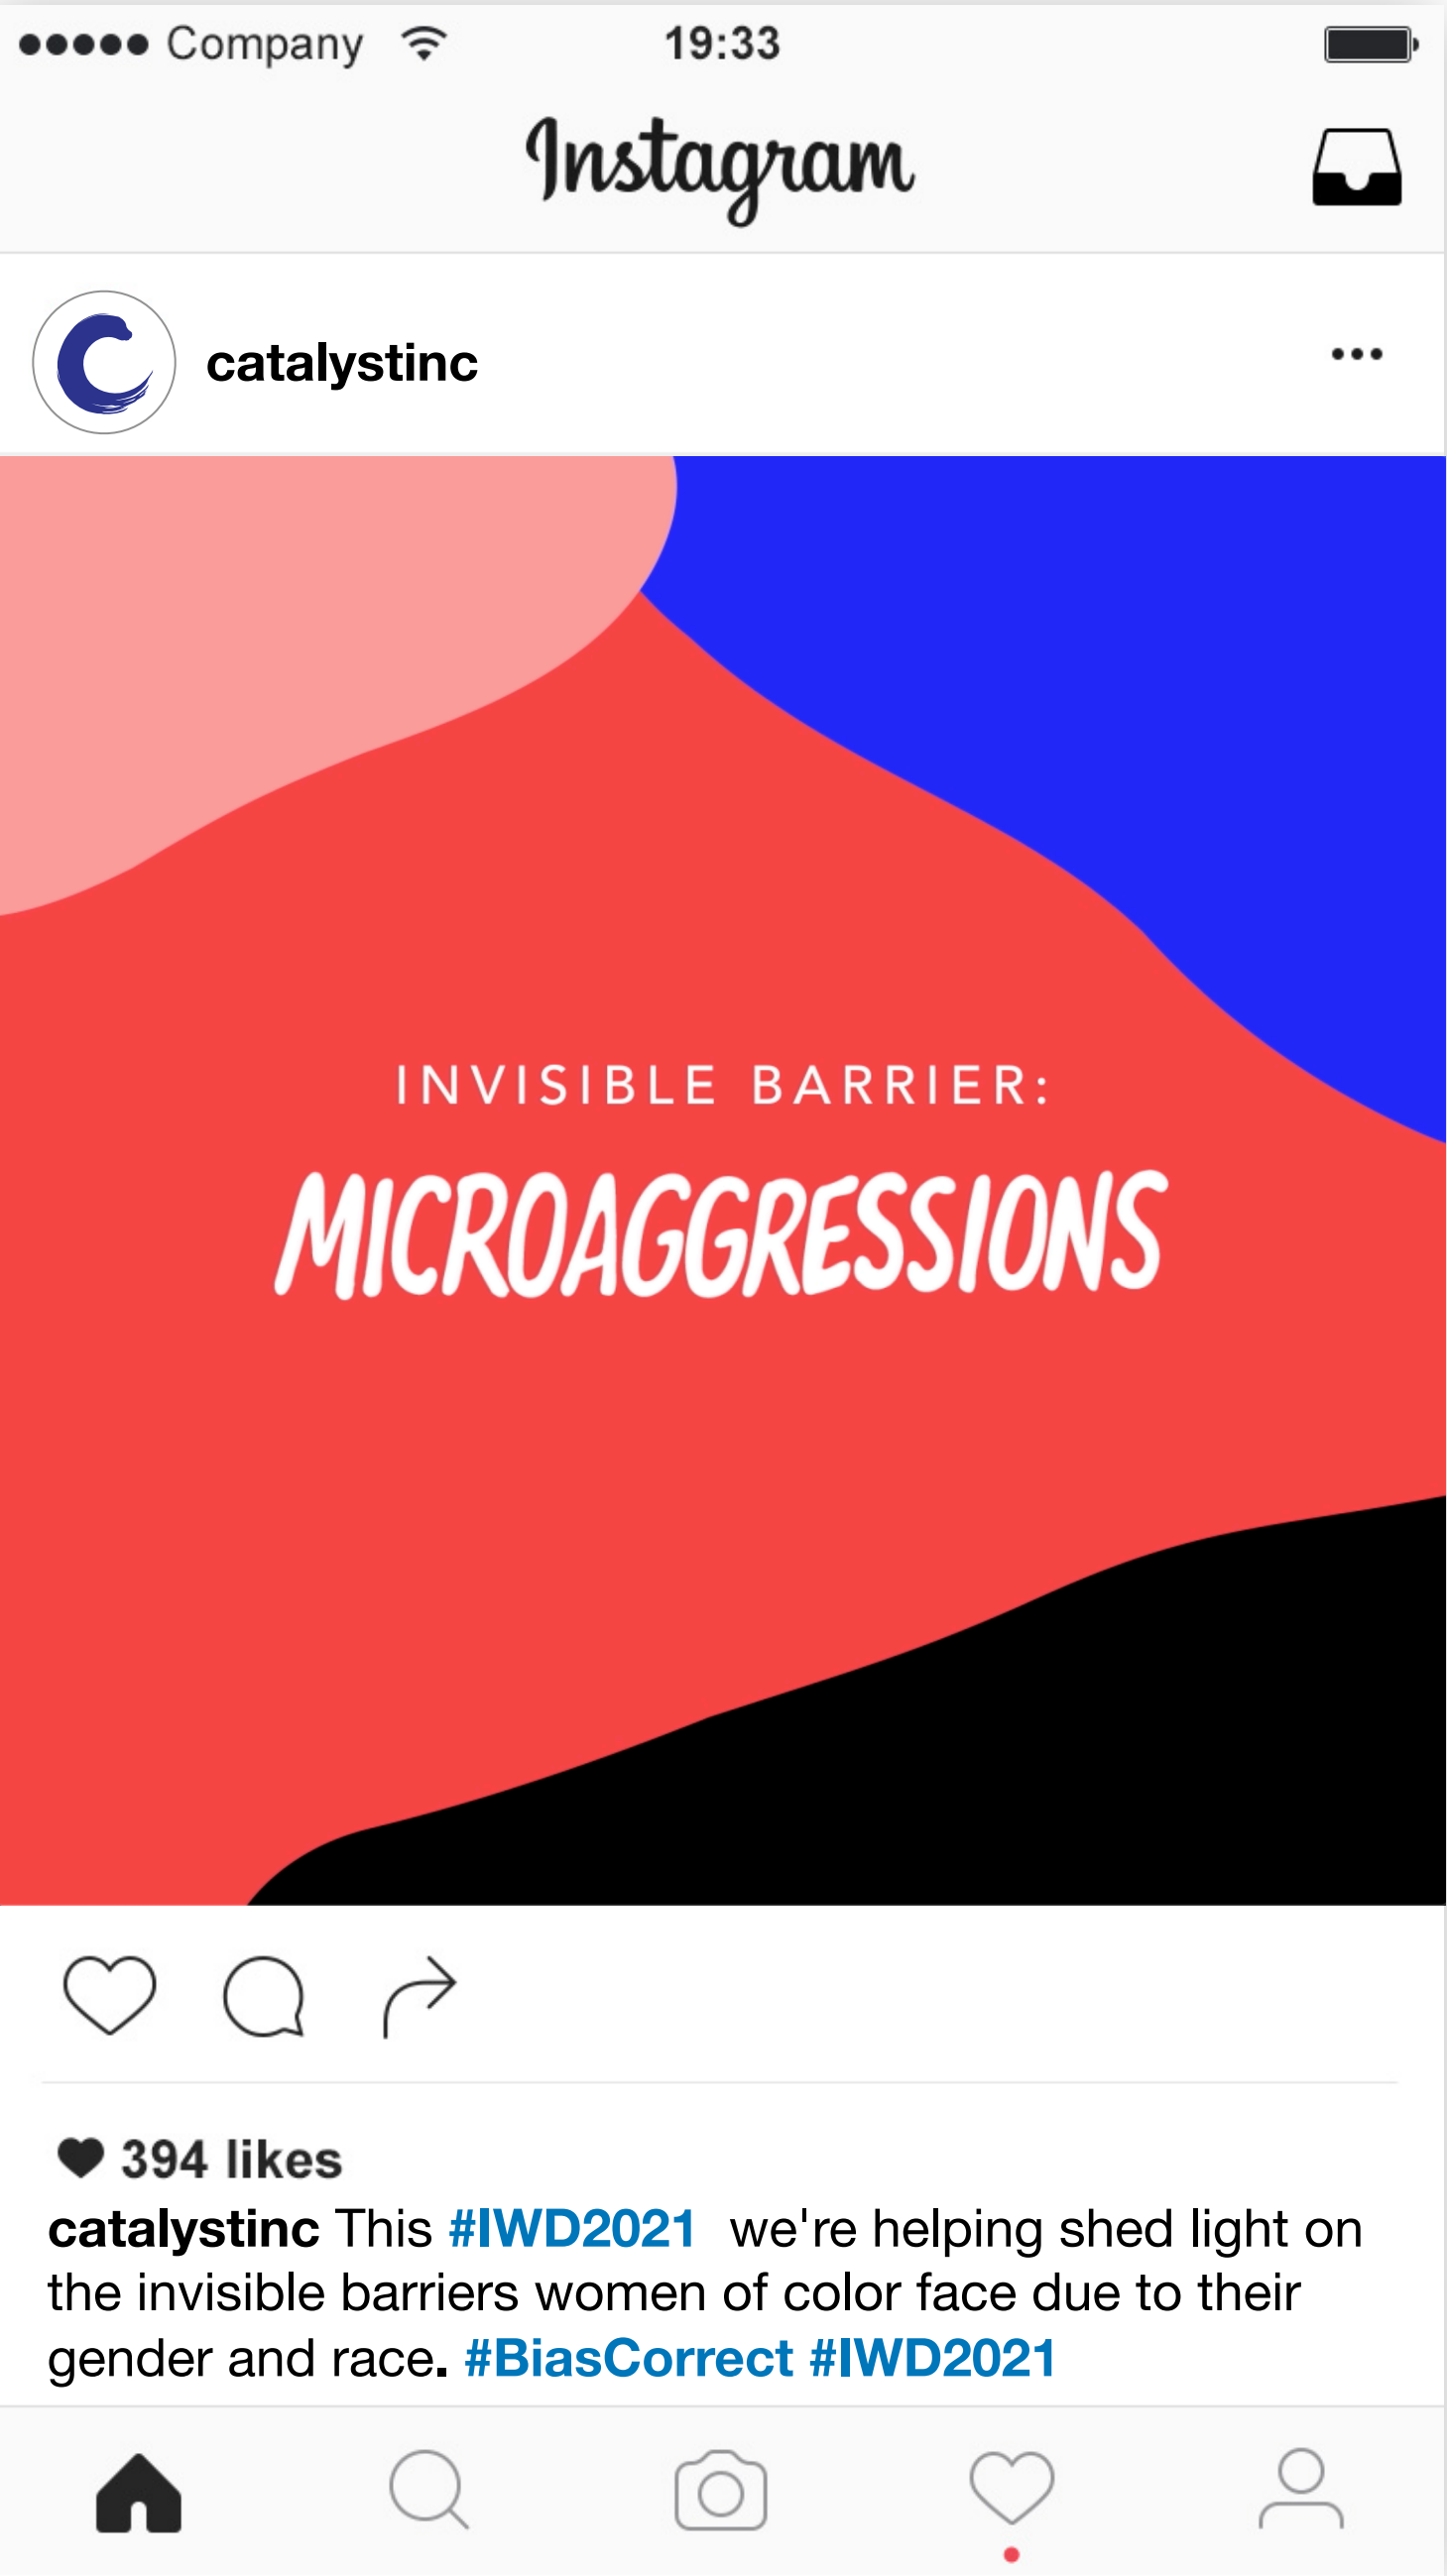 Company 19:33
Instagram
catalystinc
INVISIBLE BARRIER:
MICROAGGRESSIONS
394 likes
catalystinc This #IWD2021 we're helping shed light on
the invisible barriers women of color face due to their
gender and race. #BiasCorrect #IWD2021